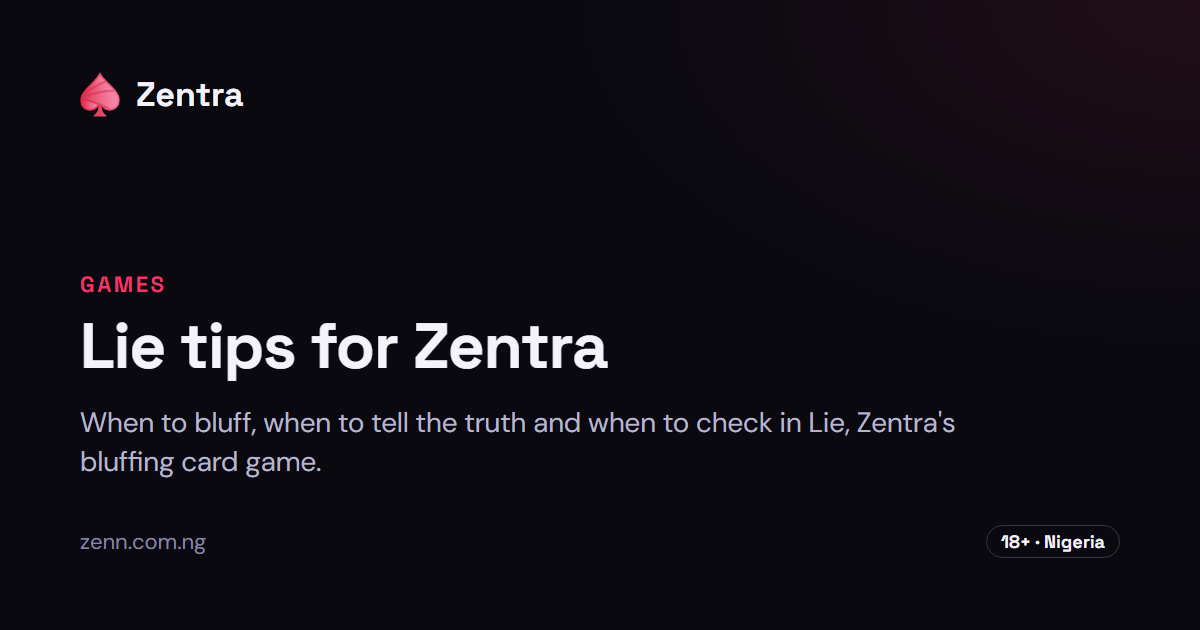 Zentra
GAMES
Lie tips for Zentra
When to bluff, when to tell the truth and when to check in Lie, Zentra's
bluffing card game.
zenn.com.ng
18+ · Nigeria